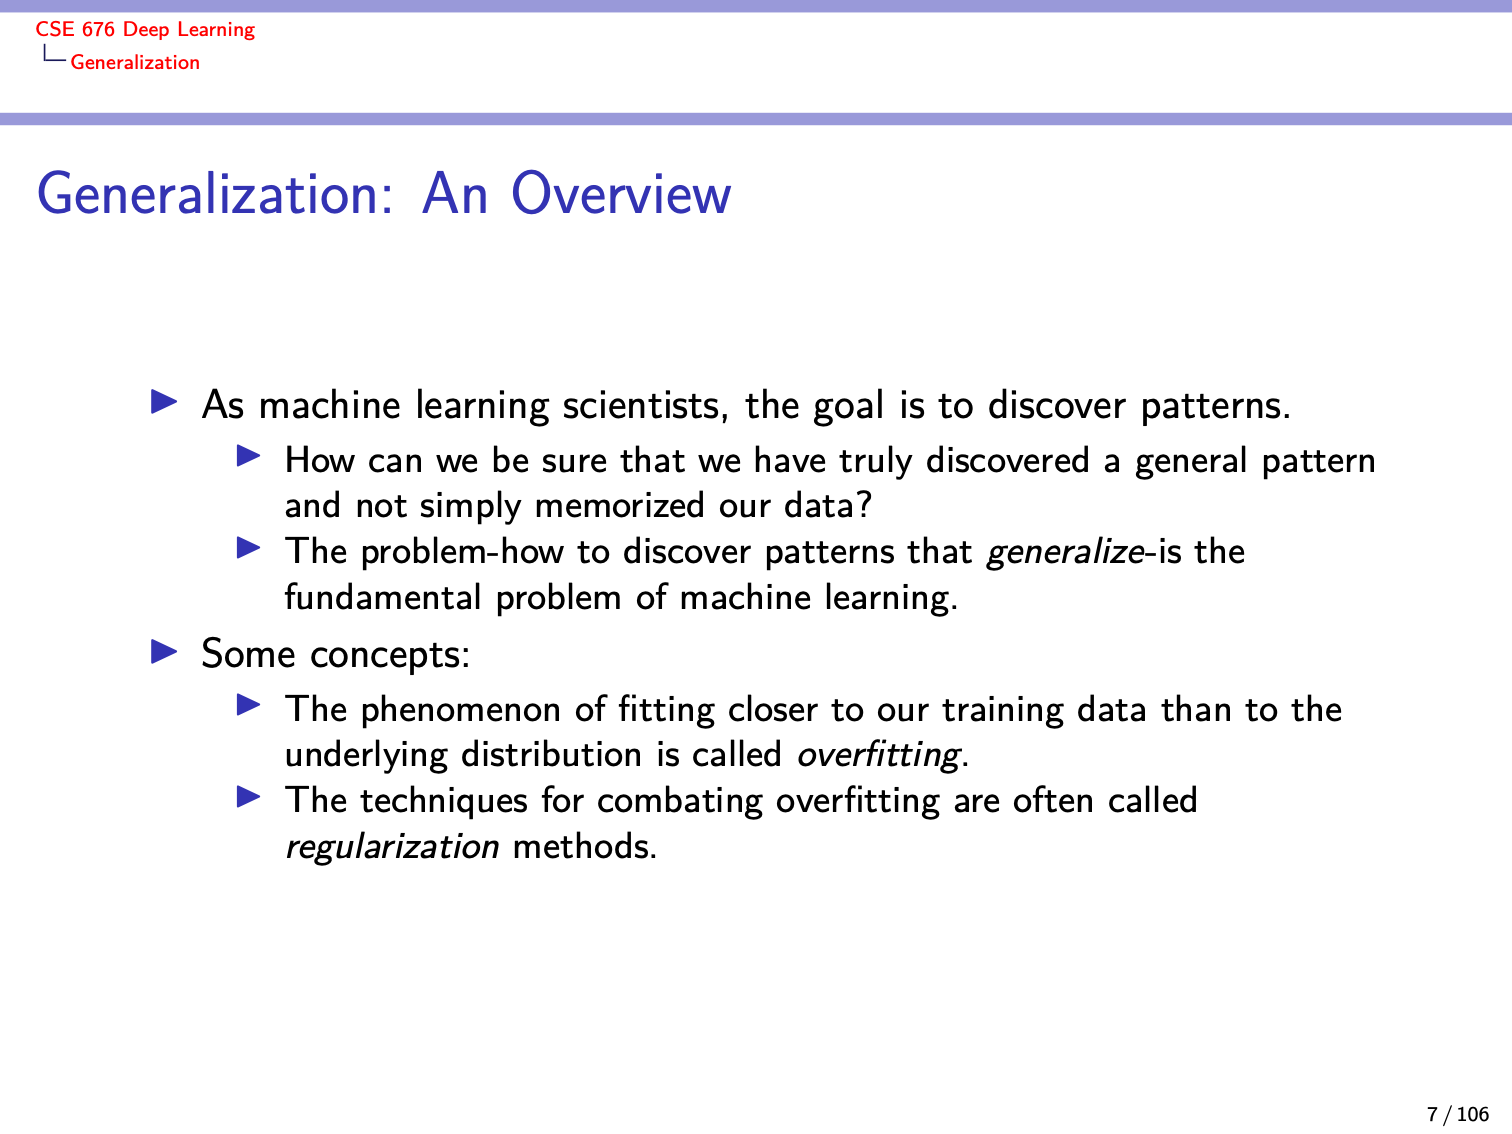 CSE 676 Deep Learning
Generalization
Generalization: An Overview
As machine learning scientists, the goal is to discover patterns.
How can we be sure that we have truly discovered a general pattern
and not simply memorized our data?
The problem-how to discover patterns that generalize-is the
fundamental problem of machine learning.
Some concepts:
The phenomenon of fitting closer to our training data than to the
underlying distribution is called overfitting.
The techniques for combating overfitting are often called
regularization methods.
7 / 106